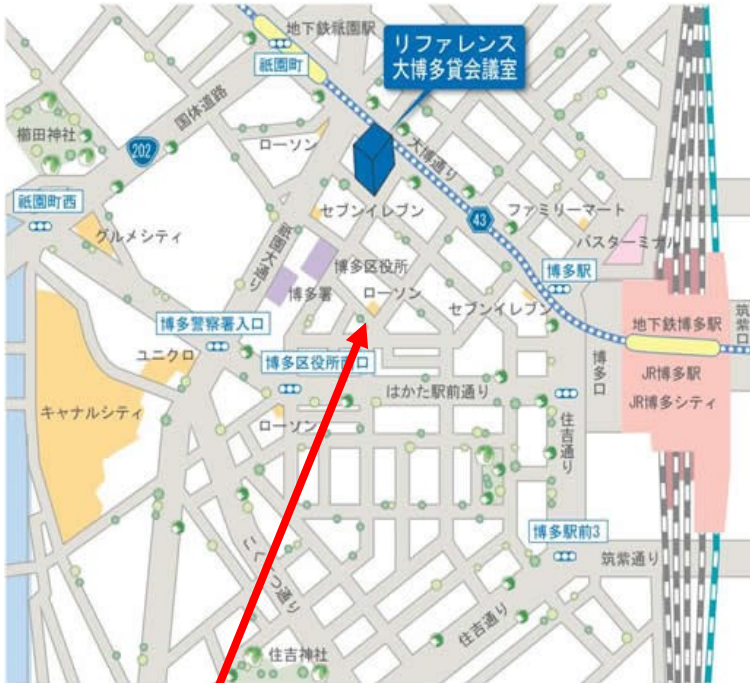 地下鉄祇園駅
祇園町
リファレンス
大博多貸会議室
国体道路
櫛田神社
202
ローソン
大博通り
祇園町西
セブンイレブン
43
ファミリーマート
グルメシティ
祇園大通り
バスターミナル
博多区役所
博多駅
博多署
ローソン
セブンイレブン
博多警察署入口
地下鉄博多駅
筑紫口
ユニクロ
博多区役所南口
博多口
JR博多駅
はかた駅前通り
JR博多シティ
キャナルシティ
住吉通り
ローソン
博多駅前3
筑紫通り
住吉通り
住吉神社